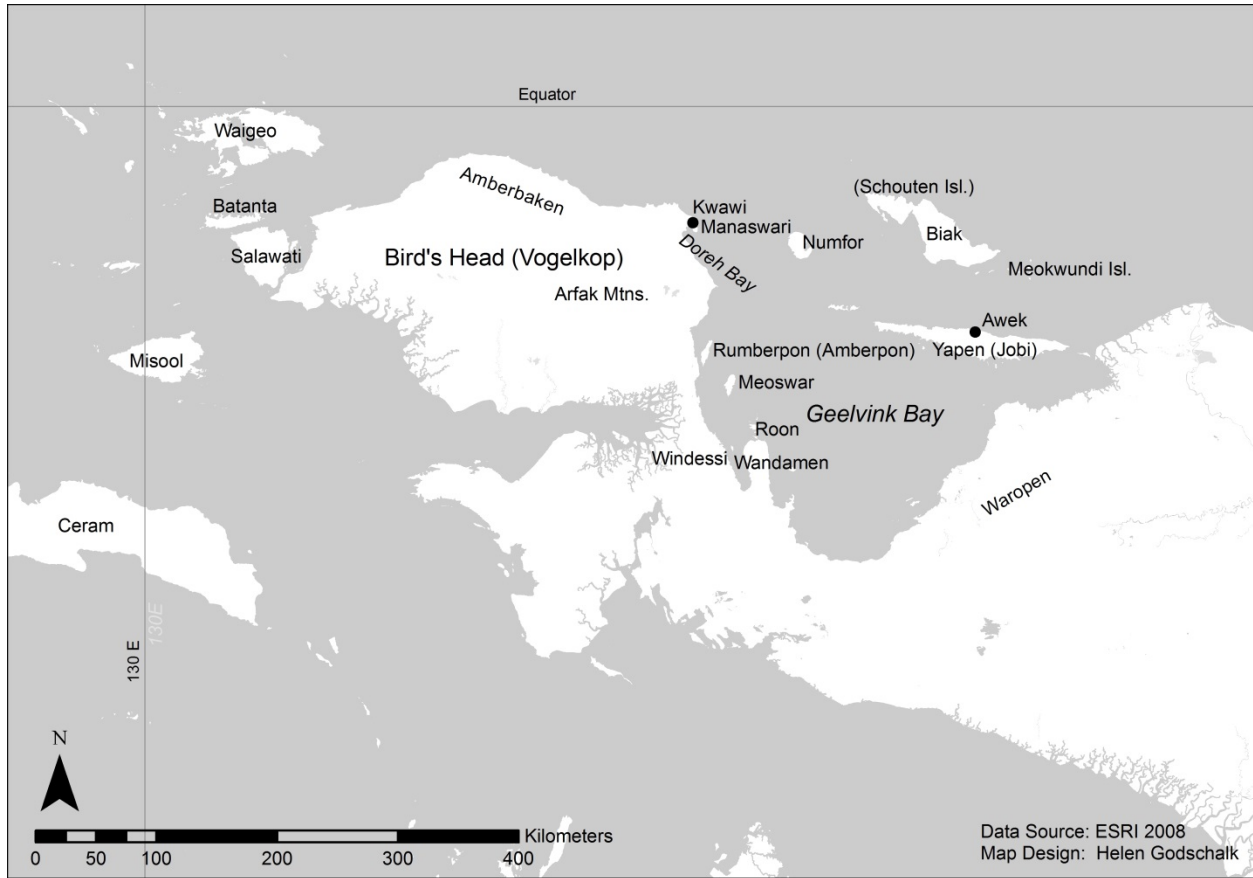 Equator
Waigeo
Amberbaken
(Schouten Isl.)
Batanta
Kwawi
Manaswari
Salawati
Bird's Head (Vogelkop)
Doreh Bay
Numfor
Biak
Meokwundi Isl.
Arfak Mtns.
Awek
Misool
Rumberpon (Amberpon)
Yapen (Jobi)
Meoswar
Geelvink Bay
Roon
Windessi
Wandamen
Waropen
Ceram
130E
130 E
N
Kilometers
0 50 100 200 300 400
Data Source: ESRI 2008
Map Design: Helen Godschalk